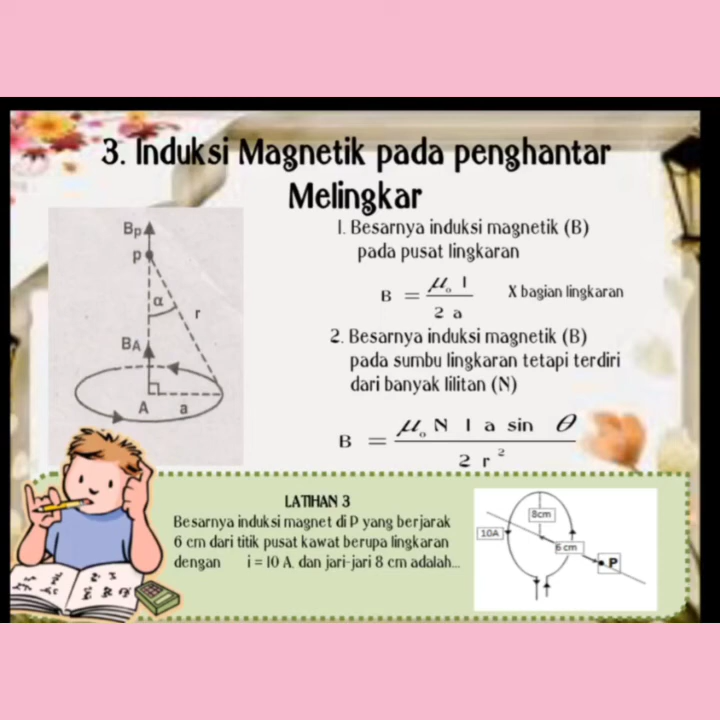 3. Induksi Magnetik pada penghantar
Melingkar
Bp
P
α
r
BA
A
a
1. Besarnya induksi magnetik (B)
pada pusat lingkaran
B = μ₀ I / 2 a X bagian lingkaran
2. Besarnya induksi magnetik (B)
pada sumbu lingkaran tetapi terdiri
dari banyak lilitan (N)
B = μ₀ N I a sin θ / 2 r²
LATIHAN 3
Besarnya induksi magnet di P yang berjarak
6 cm dari titik pusat kawat berupa lingkaran
dengan i = 10 A. dan jari-jari 8 cm adalah...
8cm
10A
6 cm
P